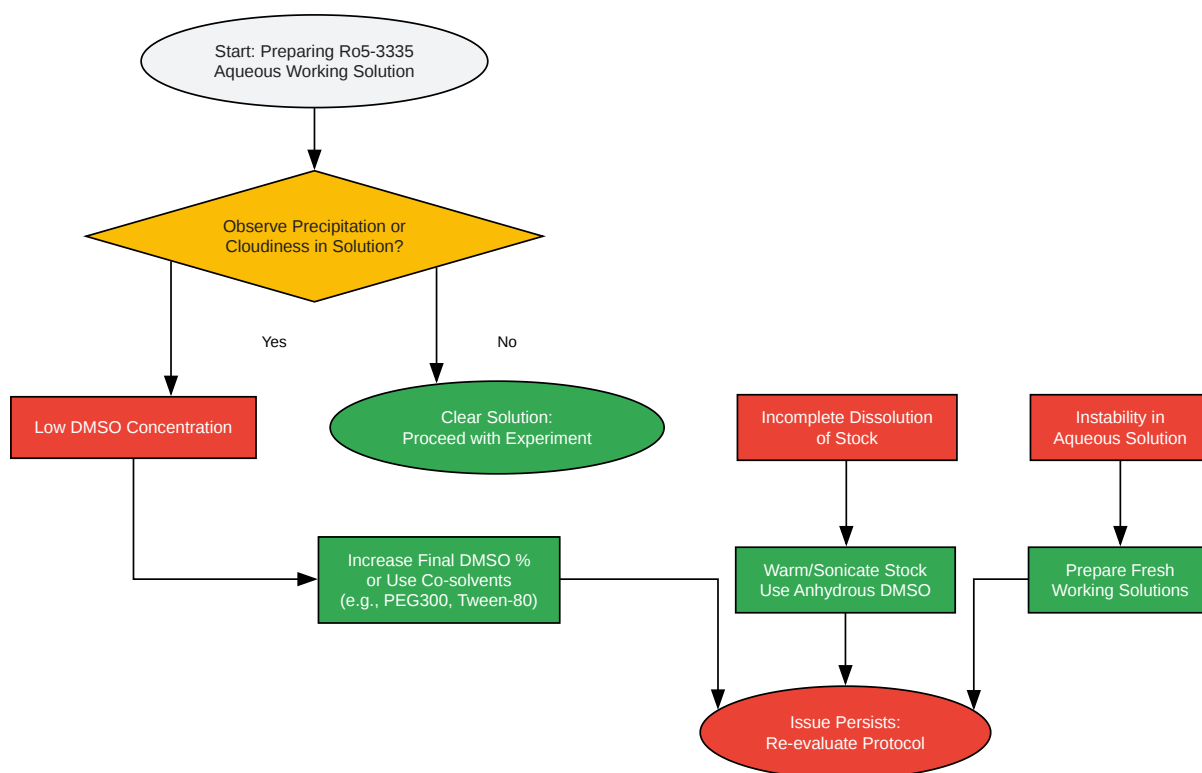 Start: Preparing Ro5-3335
Aqueous Working Solution
Observe Precipitation or
Cloudiness in Solution?
Yes
No
Low DMSO Concentration
Clear Solution:
Proceed with Experiment
Incomplete Dissolution
of Stock
Instability in
Aqueous Solution
Increase Final DMSO %
or Use Co-solvents
(e.g., PEG300, Tween-80)
Warm/Sonicate Stock
Use Anhydrous DMSO
Prepare Fresh
Working Solutions
Issue Persists:
Re-evaluate Protocol